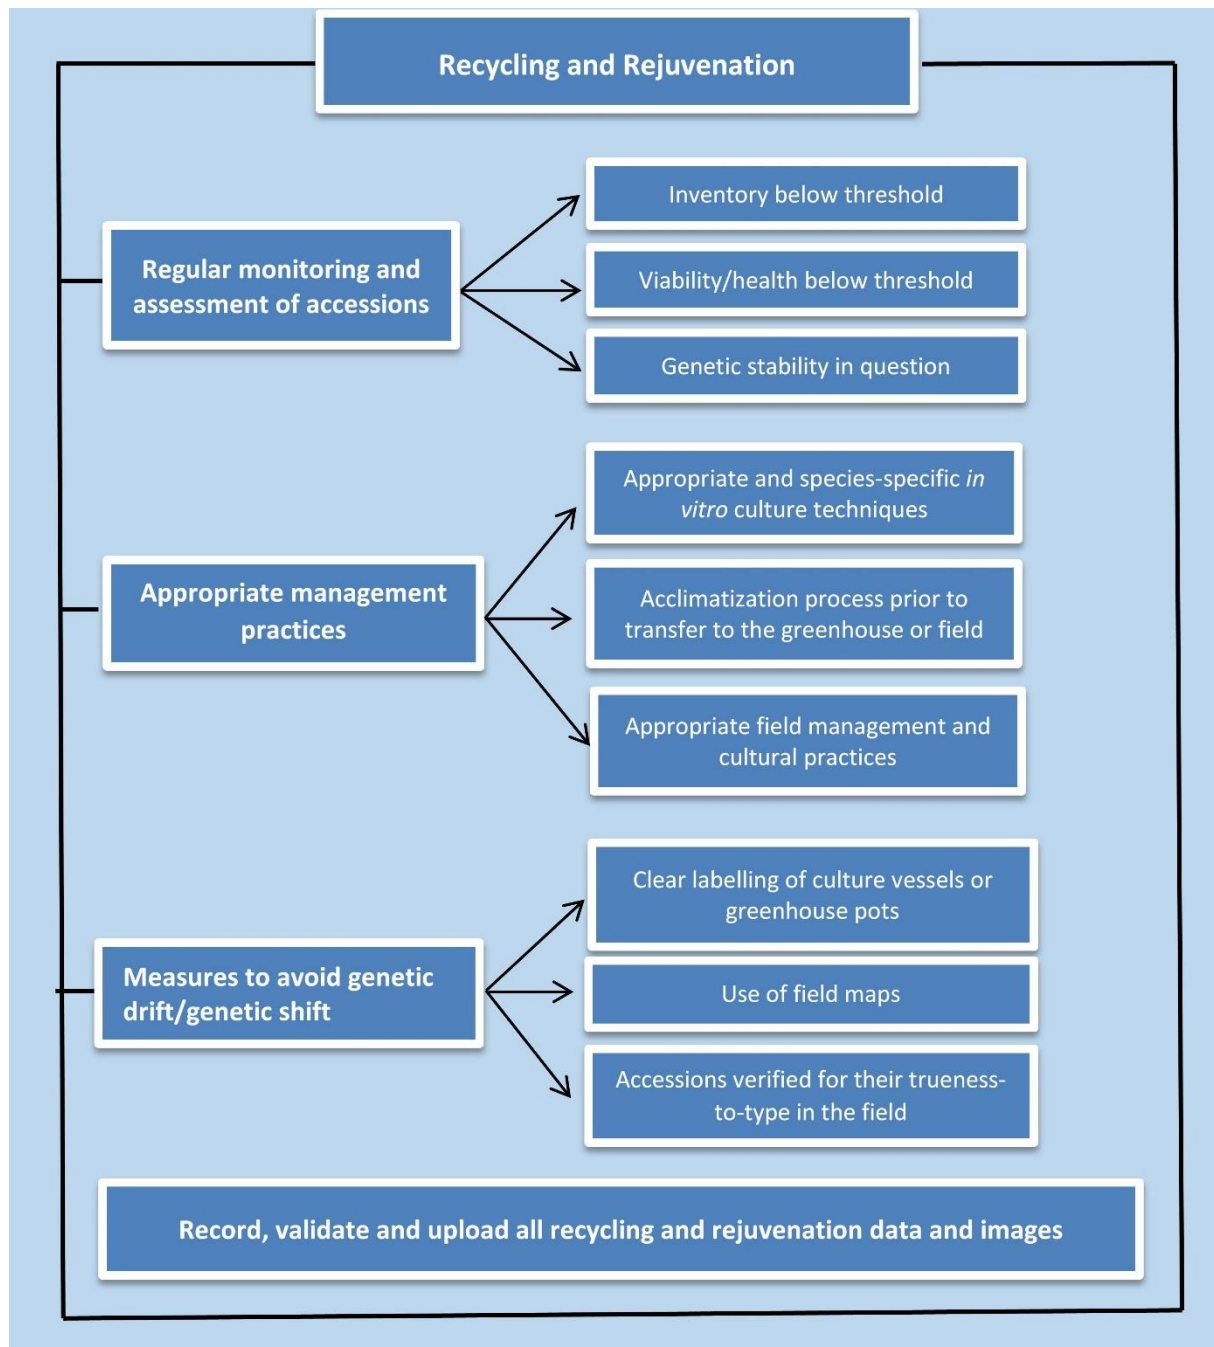 Recycling and Rejuvenation
Regular monitoring and
assessment of accessions
Inventory below threshold
Viability/health below threshold
Genetic stability in question
Appropriate management
practices
Appropriate and species-specific in
vitro culture techniques
Acclimatization process prior to
transfer to the greenhouse or field
Appropriate field management and
cultural practices
Measures to avoid genetic
drift/genetic shift
Clear labelling of culture vessels or
greenhouse pots
Use of field maps
Accessions verified for their trueness-
to-type in the field
Record, validate and upload all recycling and rejuvenation data and images